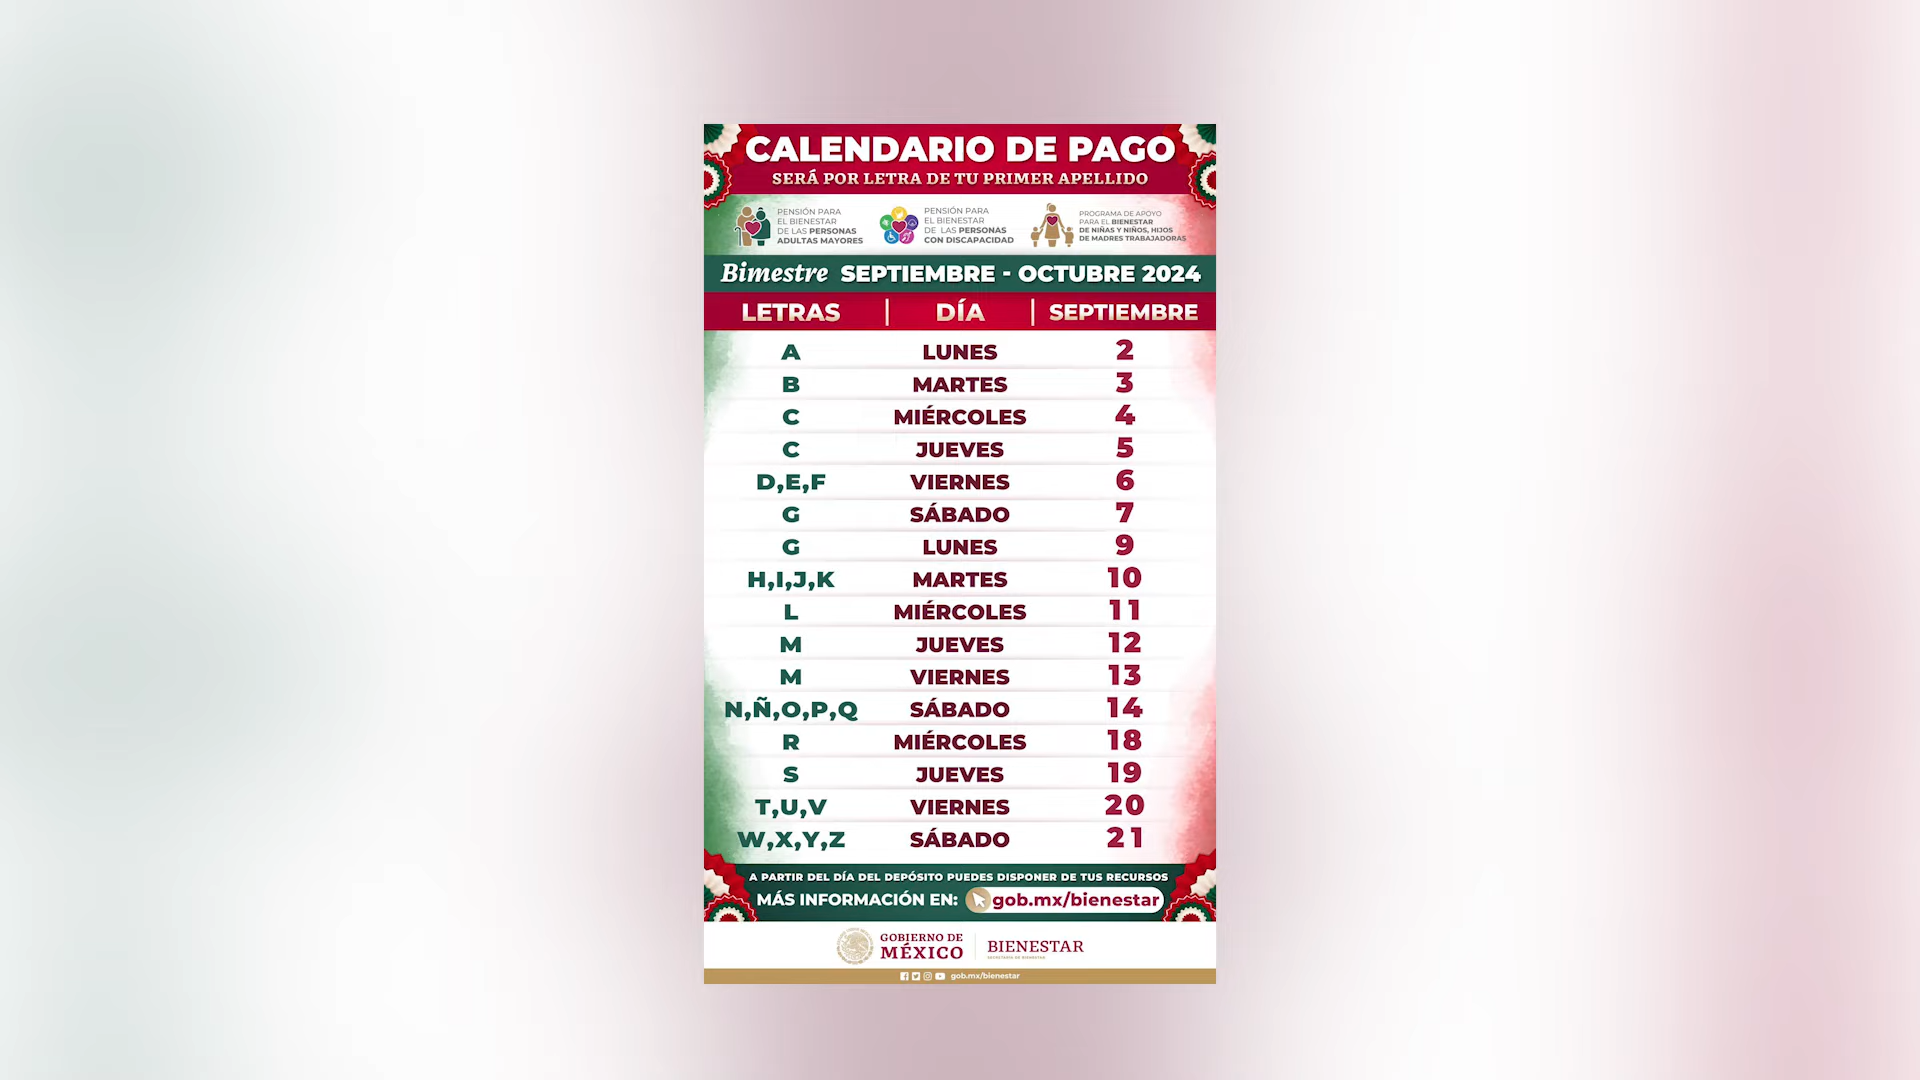 CALENDARIO DE PAGO
SERÁ POR LETRA DE TU PRIMER APELLIDO
PENSIÓN PARA
EL BIENESTAR
DE LAS PERSONAS
ADULTAS MAYORES
PENSIÓN PARA
EL BIENESTAR
DE LAS PERSONAS
CON DISCAPACIDAD
PROGRAMA DE APOYO
PARA EL BIENESTAR
DE NIÑAS Y NIÑOS, HIJOS
DE MADRES TRABAJADORAS
Bimestre SEPTIEMBRE - OCTUBRE 2024
LETRAS | DÍA | SEPTIEMBRE
A LUNES 2
B MARTES 3
C MIÉRCOLES 4
C JUEVES 5
D,E,F VIERNES 6
G SÁBADO 7
G LUNES 9
H,I,J,K MARTES 10
L MIÉRCOLES 11
M JUEVES 12
M VIERNES 13
N,Ñ,O,P,Q SÁBADO 14
R MIÉRCOLES 18
S JUEVES 19
T,U,V VIERNES 20
W,X,Y,Z SÁBADO 21
A PARTIR DEL DÍA DEL DEPÓSITO PUEDES DISPONER DE TUS RECURSOS
MÁS INFORMACIÓN EN: gob.mx/bienestar
GOBIERNO DE
MÉXICO
BIENESTAR
SECRETARÍA DE BIENESTAR
gob.mx/bienestar